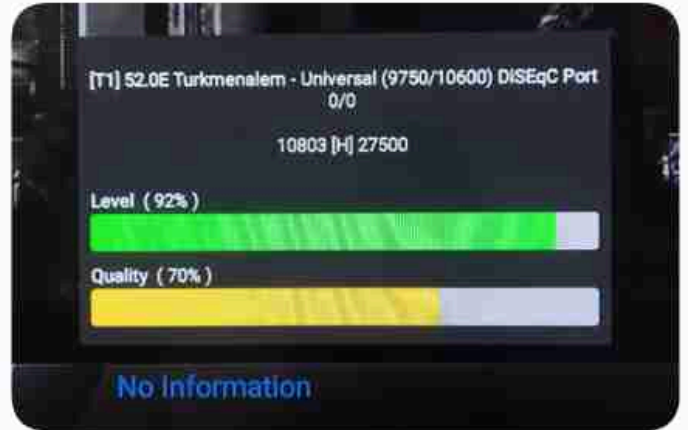 [T1] 52.0E Turkmenalem - Universal (9750/10600) DiSEqC Port
0/0
10803 [H] 27500
Level ( 92% )
Quality ( 70% )
No Information